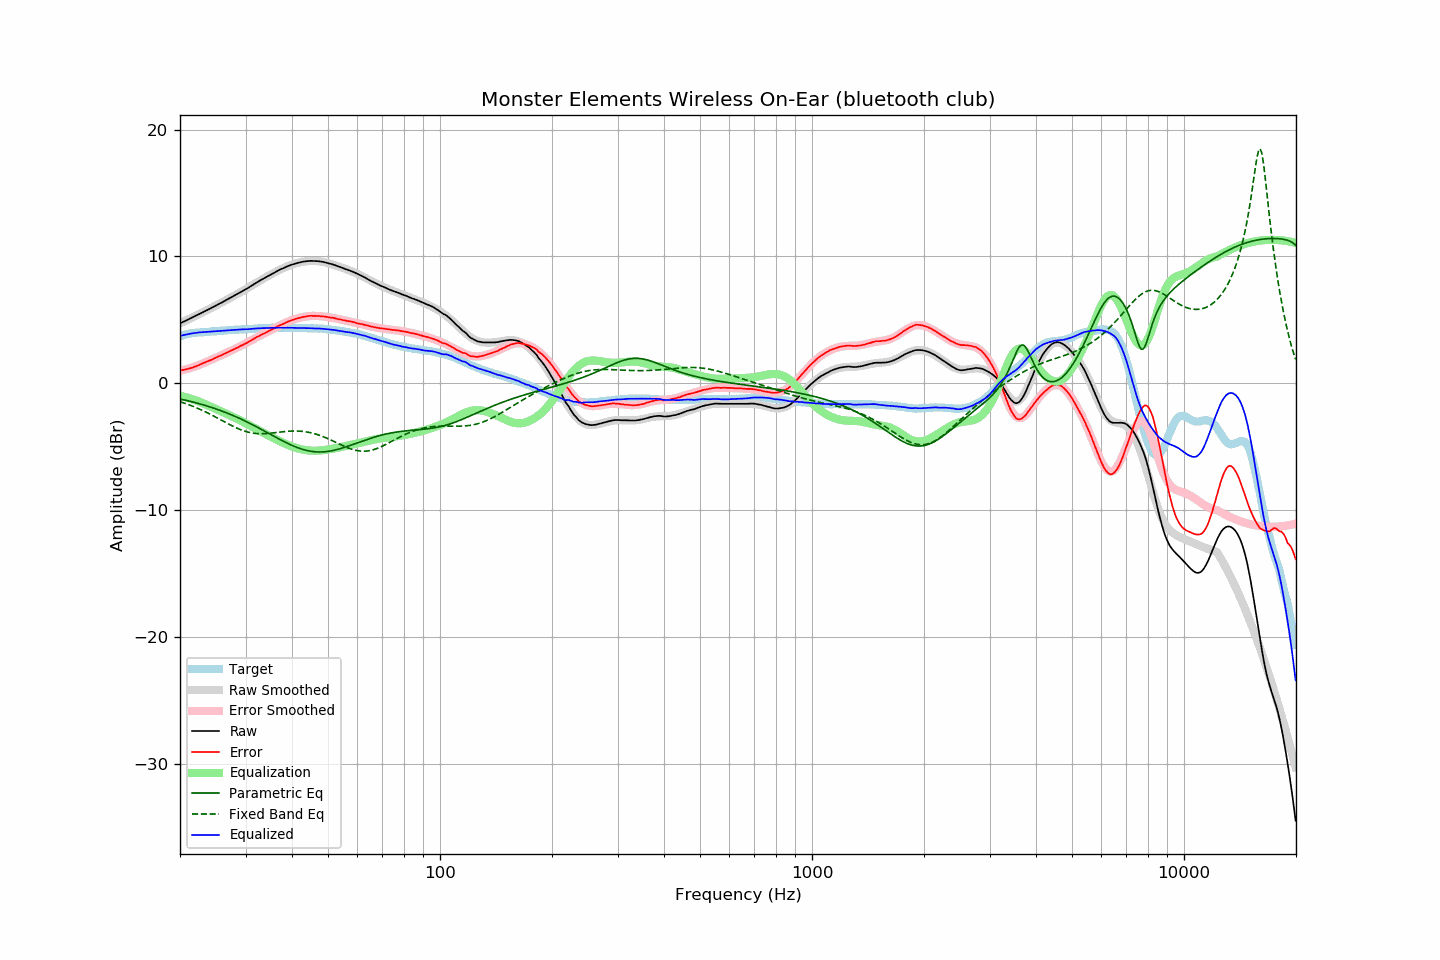 Monster Elements Wireless On-Ear (bluetooth club)
20
10
0
−10
−20
−30
Amplitude (dBr)
Target
Raw Smoothed
Error Smoothed
Raw
Error
Equalization
Parametric Eq
Fixed Band Eq
Equalized
100
1000
10000
Frequency (Hz)